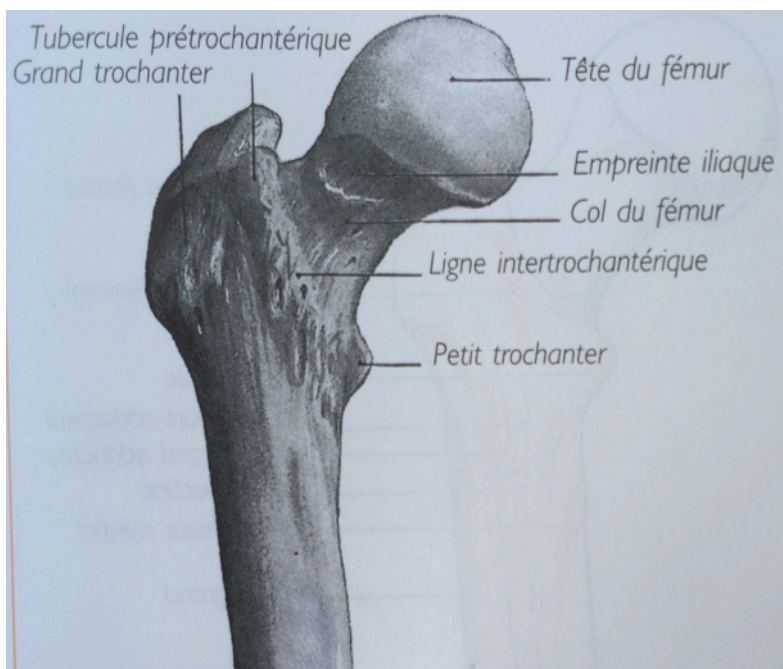 Tubercule prétrochantérique
Grand trochanter
Tête du fémur
Empreinte iliaque
Col du fémur
Ligne intertrochantérique
Petit trochanter